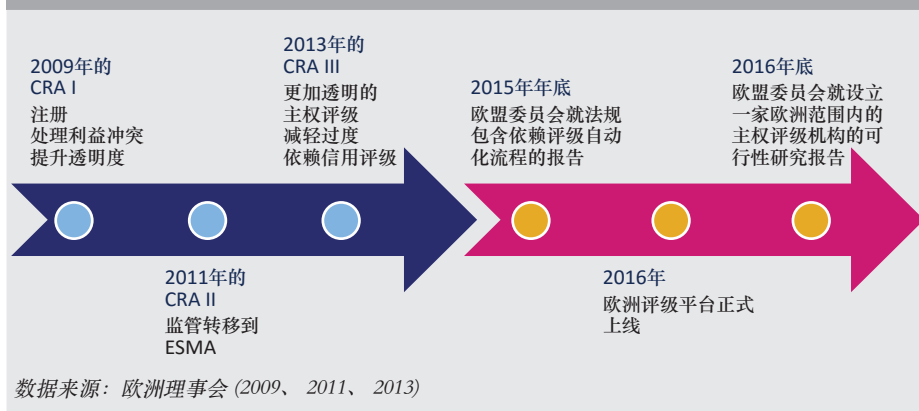 2009年的
CRA I
注册
处理利益冲突
提升透明度
2011年的
CRA II
监管转移到
ESMA
2013年的
CRA III
更加透明的
主权评级
减轻过度
依赖信用评级
2015年年底
欧盟委员会就法规
包含依赖评级自动
化流程的报告
2016年
欧洲评级平台正式
上线
2016年底
欧盟委员会就设立
一家欧洲范围内的
主权评级机构的可
行性研究报告
数据来源：欧洲理事会 (2009、 2011、 2013)